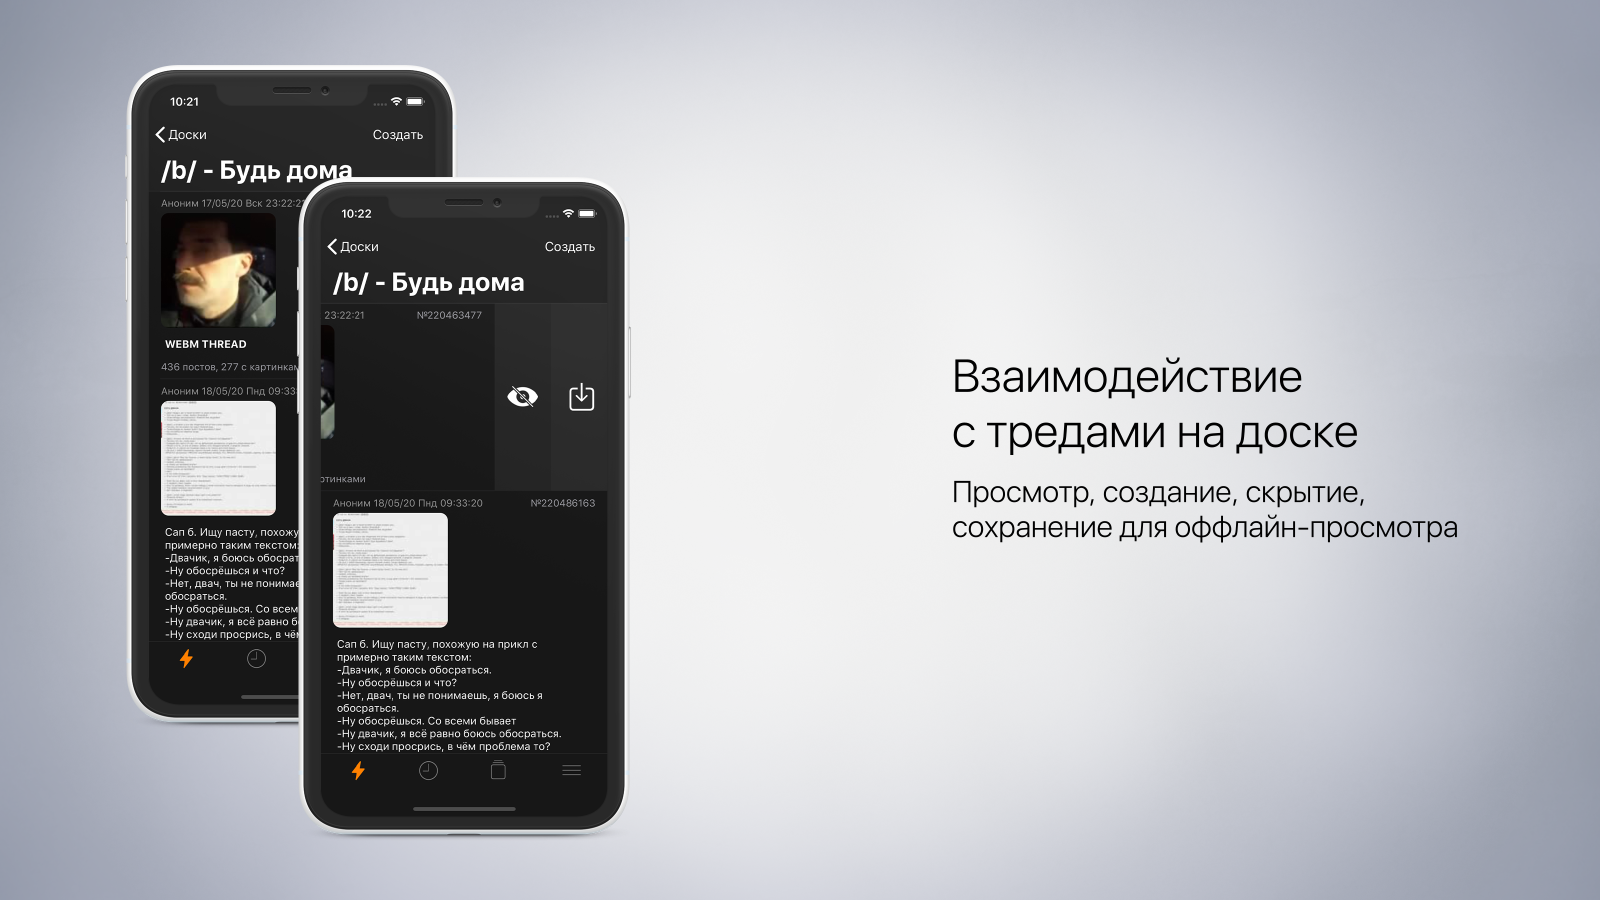 10:21
Доски
Создать
/b/ - Будь дома
Аноним 17/05/20 Вск 23:22:21
WEBM THREAD
436 постов, 277 с картинкам
Аноним 18/05/20 Пнд 09:33
Сап б. Ищу пасту, похожу
примерно таким текстом:
-Двачик, я боюсь обосрат
-Ну обосрёшься и что?
-Нет, двач, ты не понимае
обосраться.
-Ну обосрёшься. Со всем
-Ну двачик, я всё равно б
-Ну сходи просрись, в чём
10:22
Доски
Создать
/b/ - Будь дома
23:22:21
№220463477
ртинками
Аноним 18/05/20 Пнд 09:33:20
№220486163
Сап б. Ищу пасту, похожую на прикл с
примерно таким текстом:
-Двачик, я боюсь обосраться.
-Ну обосрёшься и что?
-Нет, двач, ты не понимаешь, я боюсь я
обосраться.
-Ну обосрёшься. Со всеми бывает
-Ну двачик, я всё равно боюсь обосраться.
-Ну сходи просрись, в чём проблема то?
Взаимодействие
с тредами на доске
Просмотр, создание, скрытие,
сохранение для оффлайн-просмотра